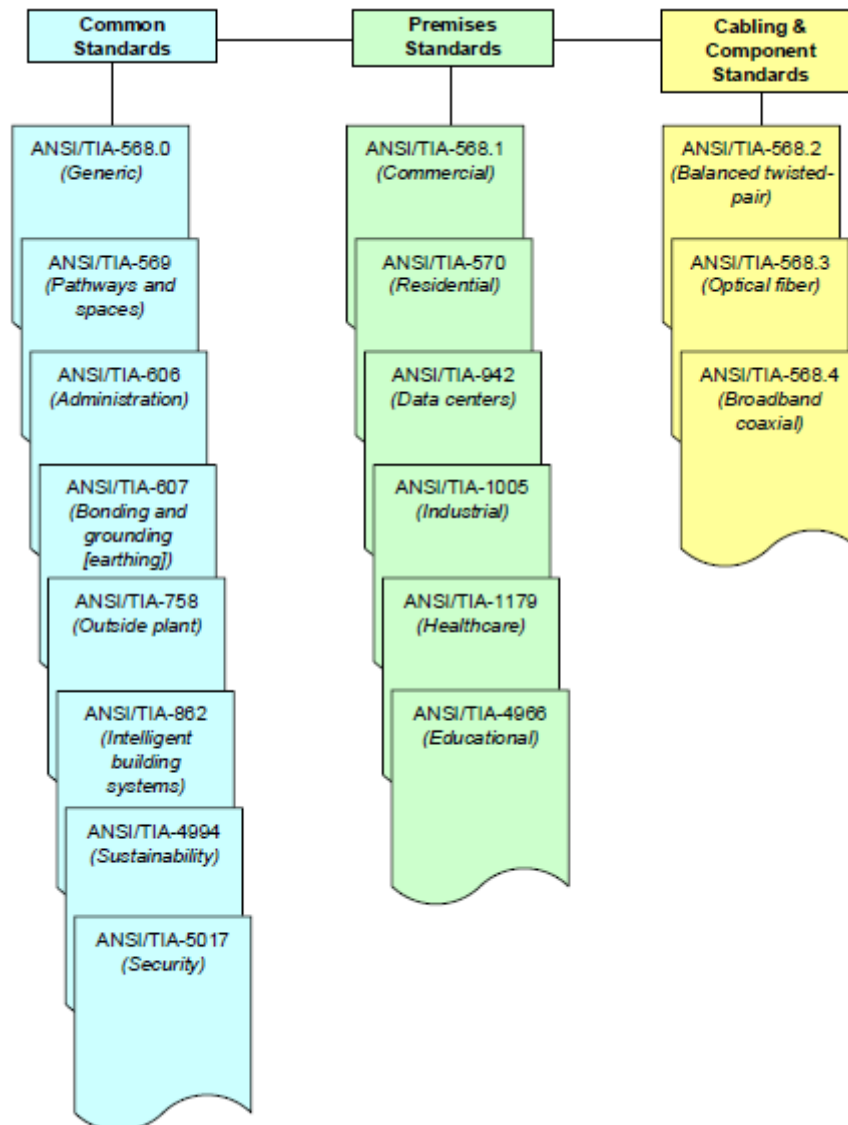 Common
Standards
Premises
Standards
Cabling &
Component
Standards
ANSI/TIA-568.0
(Generic)
ANSI/TIA-569
(Pathways and
spaces)
ANSI/TIA-606
(Administration)
ANSI/TIA-607
(Bonding and
grounding
[earthing])
ANSI/TIA-758
(Outside plant)
ANSI/TIA-862
(Intelligent
building
systems)
ANSI/TIA-4994
(Sustainability)
ANSI/TIA-5017
(Security)
ANSI/TIA-568.1
(Commercial)
ANSI/TIA-570
(Residential)
ANSI/TIA-942
(Data centers)
ANSI/TIA-1005
(Industrial)
ANSI/TIA-1179
(Healthcare)
ANSI/TIA-4966
(Educational)
ANSI/TIA-568.2
(Balanced twisted-
pair)
ANSI/TIA-568.3
(Optical fiber)
ANSI/TIA-568.4
(Broadband
coaxial)